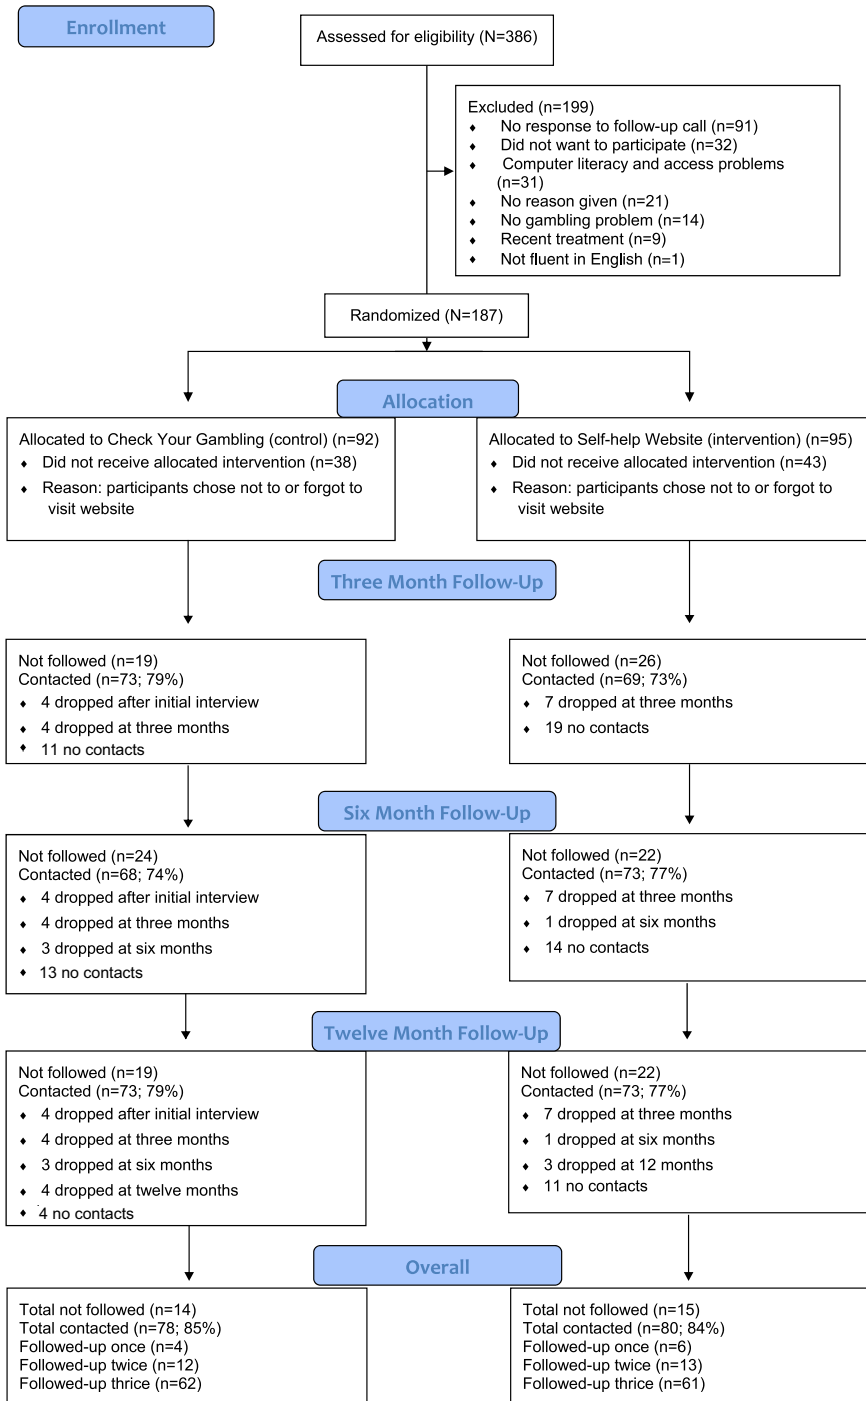 Enrollment
Assessed for eligibility (N=386)
Excluded (n=199)
♦ No response to follow-up call (n=91)
♦ Did not want to participate (n=32)
♦ Computer literacy and access problems
(n=31)
♦ No reason given (n=21)
♦ No gambling problem (n=14)
♦ Recent treatment (n=9)
♦ Not fluent in English (n=1)
Randomized (N=187)
Allocation
Allocated to Check Your Gambling (control) (n=92)
♦ Did not receive allocated intervention (n=38)
♦ Reason: participants chose not to or forgot to
visit website
Allocated to Self-help Website (intervention) (n=95)
♦ Did not receive allocated intervention (n=43)
♦ Reason: participants chose not to or forgot to
visit website
Three Month Follow-Up
Not followed (n=19)
Contacted (n=73; 79%)
♦ 4 dropped after initial interview
♦ 4 dropped at three months
♦ 11 no contacts
Not followed (n=26)
Contacted (n=69; 73%)
♦ 7 dropped at three months
♦ 19 no contacts
Six Month Follow-Up
Not followed (n=24)
Contacted (n=68; 74%)
♦ 4 dropped after initial interview
♦ 4 dropped at three months
♦ 3 dropped at six months
♦ 13 no contacts
Not followed (n=22)
Contacted (n=73; 77%)
♦ 7 dropped at three months
♦ 1 dropped at six months
♦ 14 no contacts
Twelve Month Follow-Up
Not followed (n=19)
Contacted (n=73; 79%)
♦ 4 dropped after initial interview
♦ 4 dropped at three months
♦ 3 dropped at six months
♦ 4 dropped at twelve months
♦ 4 no contacts
Not followed (n=22)
Contacted (n=73; 77%)
♦ 7 dropped at three months
♦ 1 dropped at six months
♦ 3 dropped at 12 months
♦ 11 no contacts
Overall
Total not followed (n=14)
Total contacted (n=78; 85%)
Followed-up once (n=4)
Followed-up twice (n=12)
Followed-up thrice (n=62)
Total not followed (n=15)
Total contacted (n=80; 84%)
Followed-up once (n=6)
Followed-up twice (n=13)
Followed-up thrice (n=61)